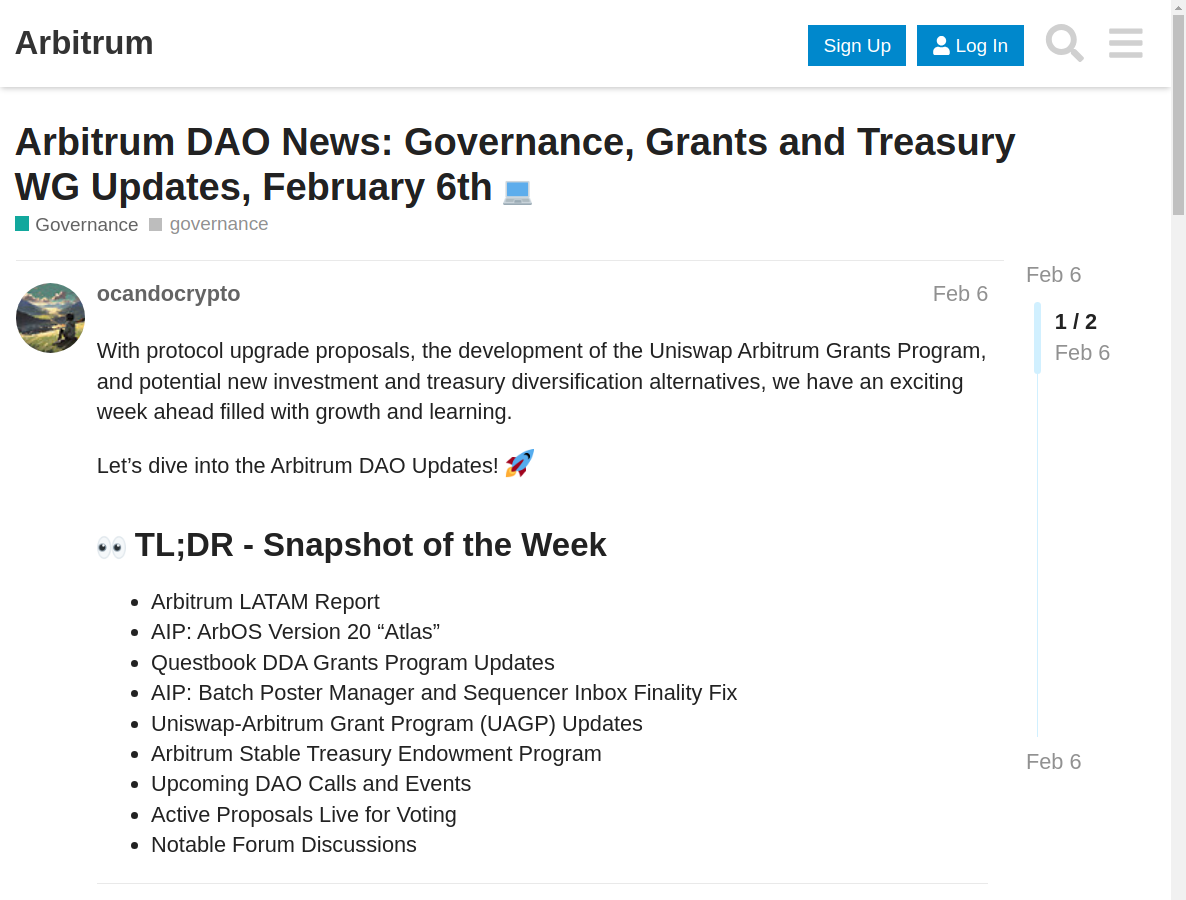 Arbitrum
Sign Up
Log In
Arbitrum DAO News: Governance, Grants and Treasury
WG Updates, February 6th
Governance governance
ocandocrypto
Feb 6
With protocol upgrade proposals, the development of the Uniswap Arbitrum Grants Program,
and potential new investment and treasury diversification alternatives, we have an exciting
week ahead filled with growth and learning.
Let’s dive into the Arbitrum DAO Updates!
TL;DR - Snapshot of the Week
Arbitrum LATAM Report
AIP: ArbOS Version 20 “Atlas”
Questbook DDA Grants Program Updates
AIP: Batch Poster Manager and Sequencer Inbox Finality Fix
Uniswap-Arbitrum Grant Program (UAGP) Updates
Arbitrum Stable Treasury Endowment Program
Upcoming DAO Calls and Events
Active Proposals Live for Voting
Notable Forum Discussions
Feb 6
1 / 2
Feb 6
Feb 6